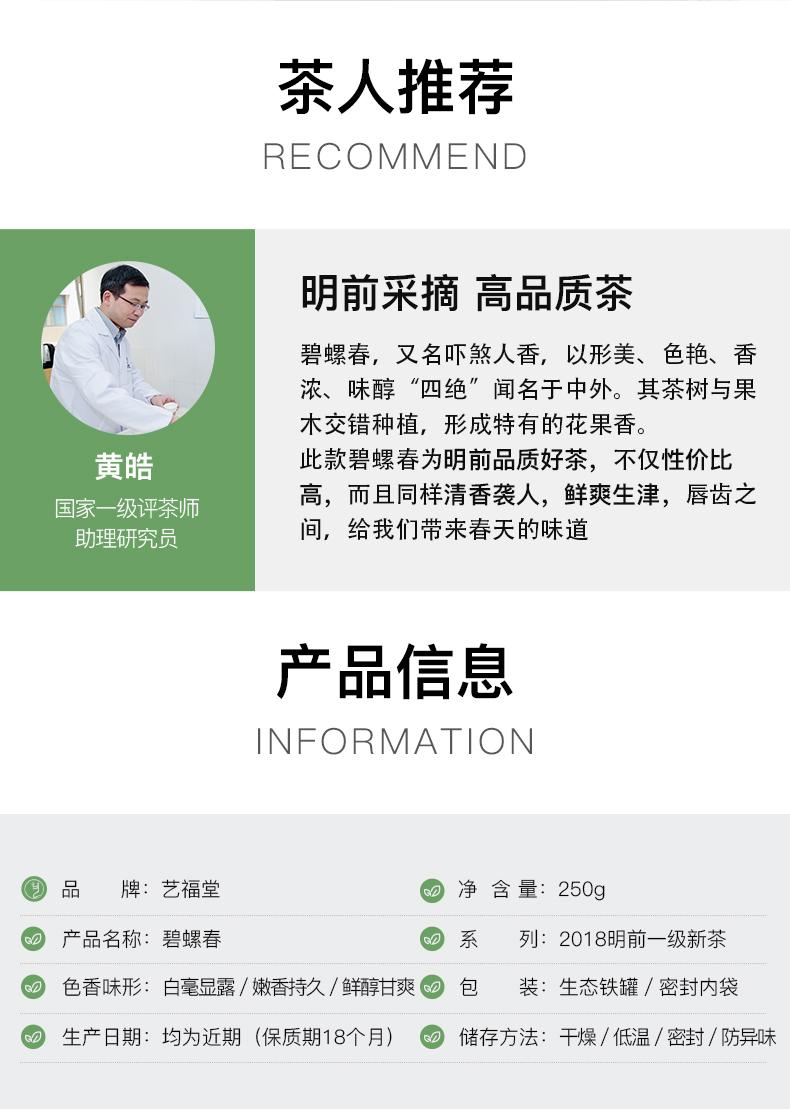 茶人推荐
RECOMMEND
黄皓
国家一级评茶师
助理研究员
明前采摘 高品质茶
碧螺春，又名吓煞人香，以形美、色艳、香
浓、味醇“四绝”闻名于中外。其茶树与果
木交错种植，形成特有的花果香。
此款碧螺春为明前品质好茶，不仅性价比
高，而且同样清香袭人，鲜爽生津，唇齿之
间，给我们带来春天的味道
产品信息
INFORMATION
品 牌：艺福堂
净 含 量：250g
产品名称：碧螺春
系 列：2018明前一级新茶
色香味形：白毫显露 / 嫩香持久 / 鲜醇甘爽
包 装：生态铁罐 / 密封内袋
生产日期：均为近期（保质期18个月）
储存方法：干燥 / 低温 / 密封 / 防异味